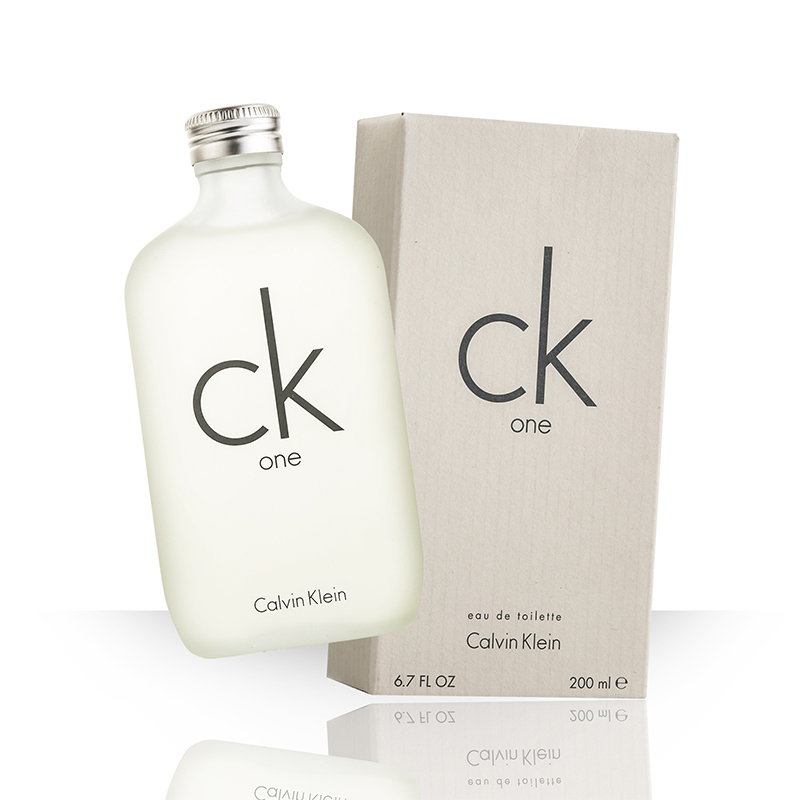 ck
one
Calvin Klein
ck
one
eau de toilette
Calvin Klein
6.7 FL OZ 200 ml ℮